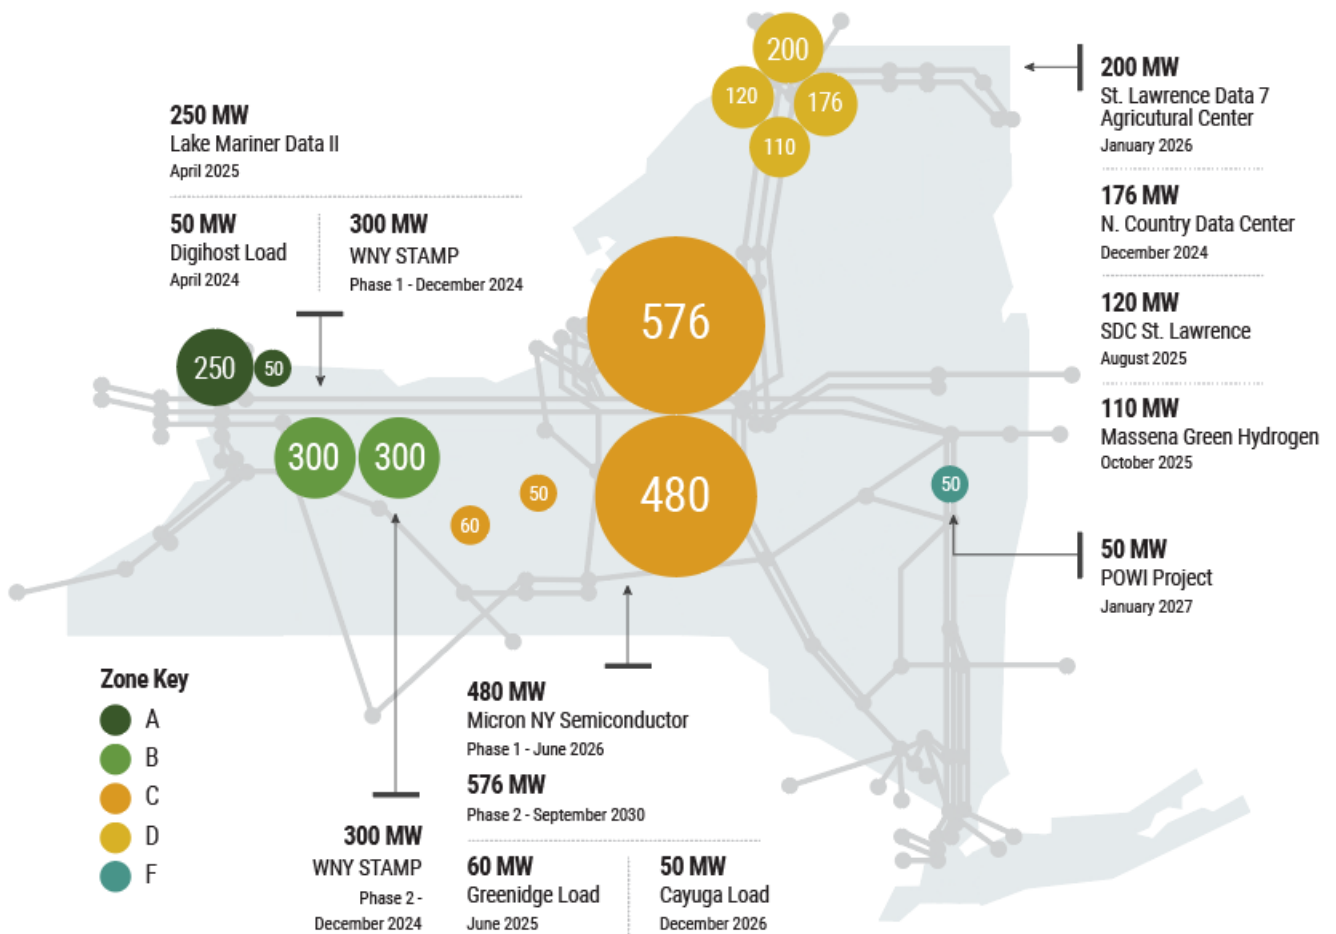 250 MW
Lake Mariner Data II
April 2025
50 MW
Digihost Load
April 2024
300 MW
WNY STAMP
Phase 1 - December 2024
200
120
176
110
200 MW
St. Lawrence Data 7
Agricutural Center
January 2026
176 MW
N. Country Data Center
December 2024
120 MW
SDC St. Lawrence
August 2025
110 MW
Massena Green Hydrogen
October 2025
576
250
50
300
300
480
50
60
50
50 MW
POWI Project
January 2027
Zone Key
A
B
C
D
F
300 MW
WNY STAMP
Phase 2 -
December 2024
480 MW
Micron NY Semiconductor
Phase 1 - June 2026
576 MW
Phase 2 - September 2030
60 MW
Greenidge Load
June 2025
50 MW
Cayuga Load
December 2026